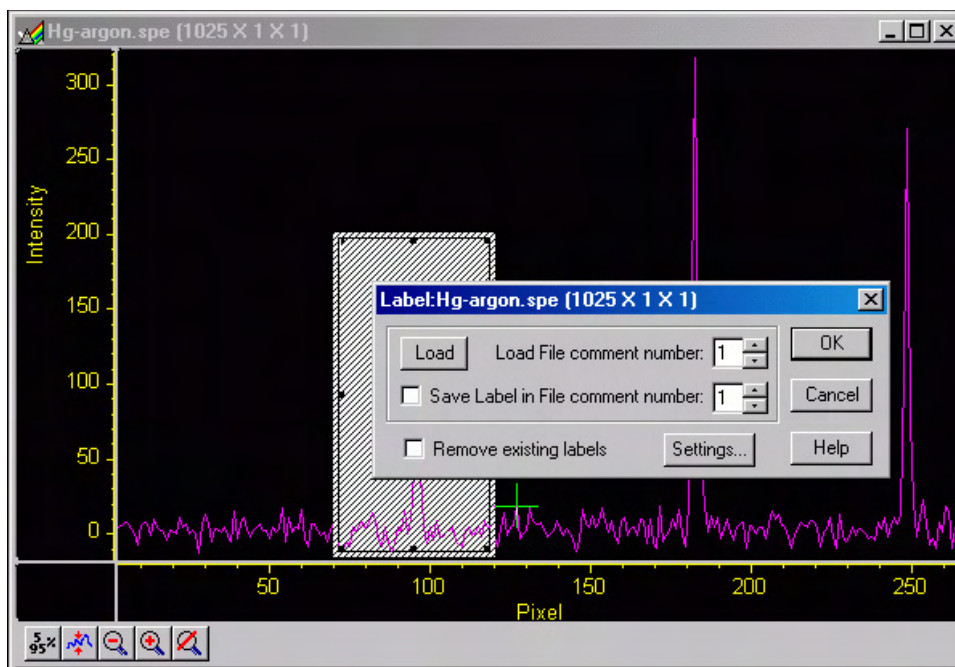 Hg-argon.spe (1025 X 1 X 1)
300
250
200
150
100
50
0
Intensity
Label:Hg-argon.spe (1025 X 1 X 1)
Load
Load File comment number:
1
OK
Save Label in File comment number:
1
Cancel
Remove existing labels
Settings...
Help
50
100
150
200
250
Pixel
5
95%